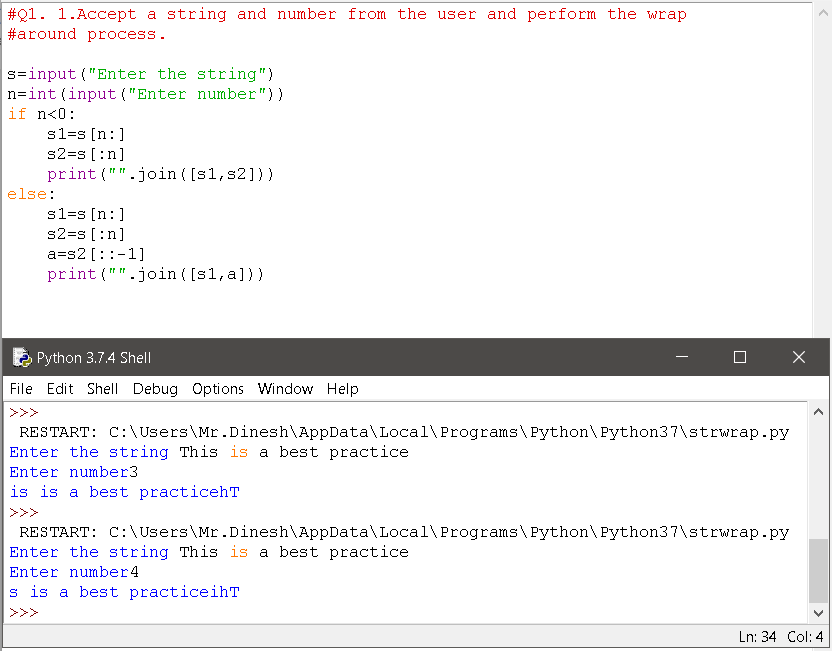 #Q1. 1.Accept a string and number from the user and perform the wrap
#around process.
s=input("Enter the string")
n=int(input("Enter number"))
if n<0:
    s1=s[n:]
    s2=s[:n]
    print("".join([s1,s2]))
else:
    s1=s[n:]
    s2=s[:n]
    a=s2[::-1]
    print("".join([s1,a]))
Python 3.7.4 Shell
File Edit Shell Debug Options Window Help
>>>
 RESTART: C:\Users\Mr.Dinesh\AppData\Local\Programs\Python\Python37\strwrap.py
Enter the string This is a best practice
Enter number3
is is a best practicehT
>>>
 RESTART: C:\Users\Mr.Dinesh\AppData\Local\Programs\Python\Python37\strwrap.py
Enter the string This is a best practice
Enter number4
s is a best practiceihT
>>>
Ln: 34 Col: 4